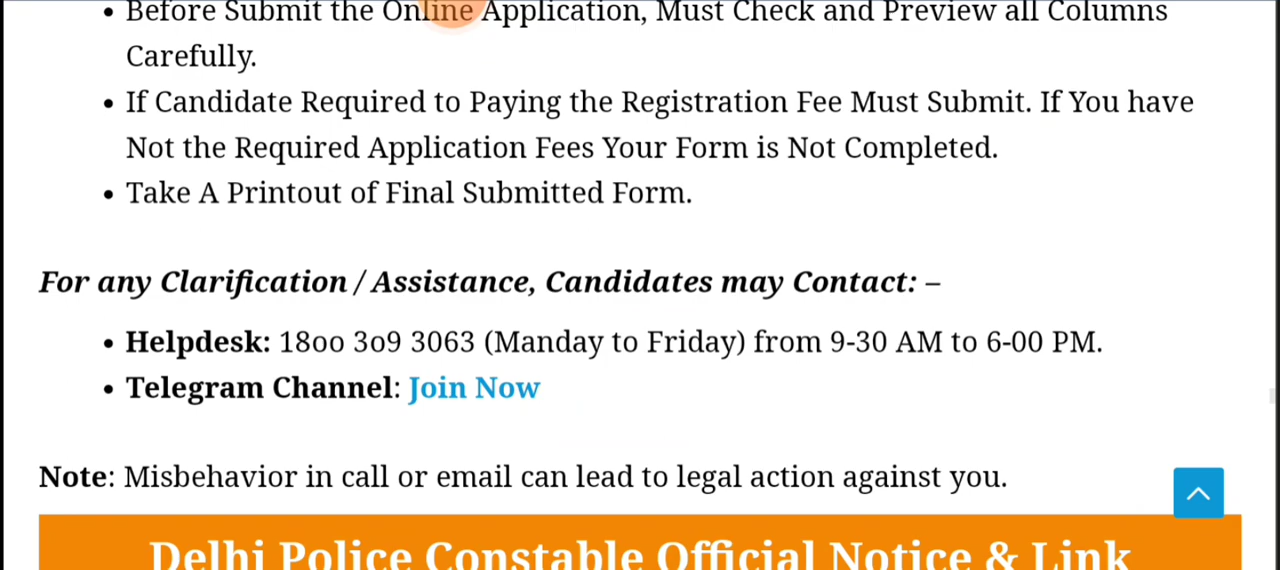 Before Submit the Online Application, Must Check and Preview all Columns
Carefully.
If Candidate Required to Paying the Registration Fee Must Submit. If You have
Not the Required Application Fees Your Form is Not Completed.
Take A Printout of Final Submitted Form.
For any Clarification / Assistance, Candidates may Contact: –
Helpdesk: 18oo 3o9 3063 (Manday to Friday) from 9-30 AM to 6-00 PM.
Telegram Channel: Join Now
Note: Misbehavior in call or email can lead to legal action against you.
Delhi Police Constable Official Notice & Link